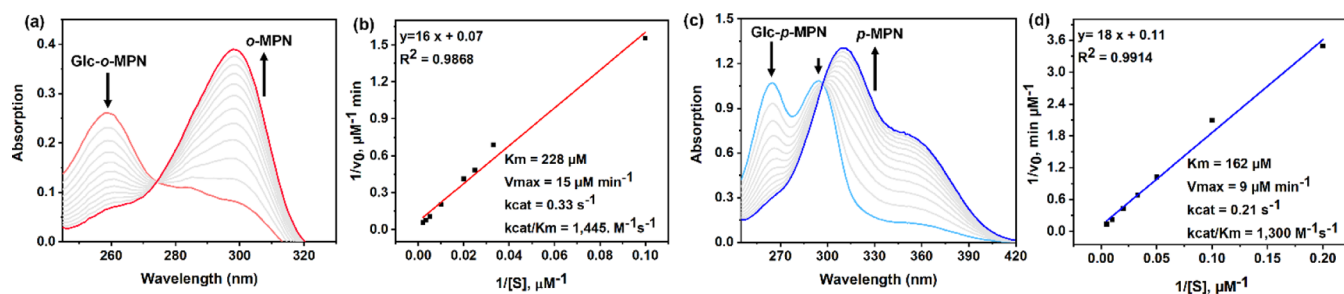 (a)
Glc-o-MPN
o-MPN
0.4
0.3
0.2
0.1
0.0
Absorption
260
280
300
320
Wavelength (nm)
(b)
y=16 x + 0.07
R² = 0.9868
1.5
1.2
0.9
0.6
0.3
0.0
1/v₀, µM⁻¹ min
Km = 228 µM
Vmax = 15 µM min⁻¹
kcat = 0.33 s⁻¹
kcat/Km = 1,445. M⁻¹s⁻¹
0.00
0.02
0.04
0.06
0.08
0.10
1/[S], µM⁻¹
(c)
Glc-p-MPN
p-MPN
1.5
1.2
0.9
0.6
0.3
0.0
Absorption
270
300
330
360
390
420
Wavelength (nm)
(d)
y= 18 x + 0.11
R² = 0.9914
3.6
3.0
2.4
1.8
1.2
0.6
0.0
1/v₀, min µM⁻¹
Km = 162 µM
Vmax = 9 µM min⁻¹
kcat = 0.21 s⁻¹
kcat/Km = 1,300 M⁻¹s⁻¹
0.00
0.05
0.10
0.15
0.20
1/[S], µM⁻¹